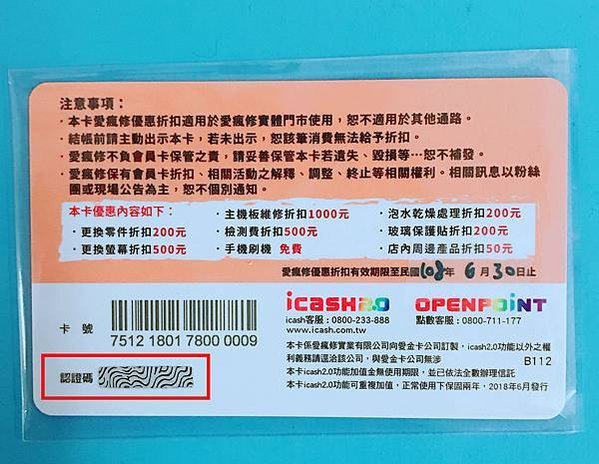 注意事項：
·本卡愛瘋修優惠折扣適用於愛瘋修實體門市使用，恕不適用於其他通路。
·結帳前請主動出示本卡，若未出示，恕該筆消費無法給予折扣。
·愛瘋修不負會員卡保管之責，請妥善保管本卡若遺失、毀損等…恕不補發。
·愛瘋修保有會員卡折扣、相關活動之解釋、調整、終止等相關權利。相關訊息以粉絲
團或現場公告為主，恕不個別通知。
本卡優惠內容如下： ·主機板維修折扣1000元 ·泡水乾燥處理折扣200元
·更換零件折扣200元 ·檢測費折扣500元 ·玻璃保護貼折扣200元
·更換螢幕折扣500元 ·手機刷機 免費 ·店內周邊產品折扣50元
愛瘋修優惠折扣有效期限至民國108年 6 月 30 日止
icash2.0 OPENPOINT
icash客服：0800-233-888 點數客服：0800-711-177
www.icash.com.tw
卡 號 7512 1801 7800 0009
本卡係愛瘋修實業有限公司向愛金卡公司訂製，icash2.0功能以外之權
利義務請逕洽該公司，與愛金卡公司無涉 B112
本卡icash2.0功能加值金無使用期限，並已依法全數辦理信託
本卡icash2.0功能可重複加值，正常使用下保固兩年，2018年6月發行
認證碼